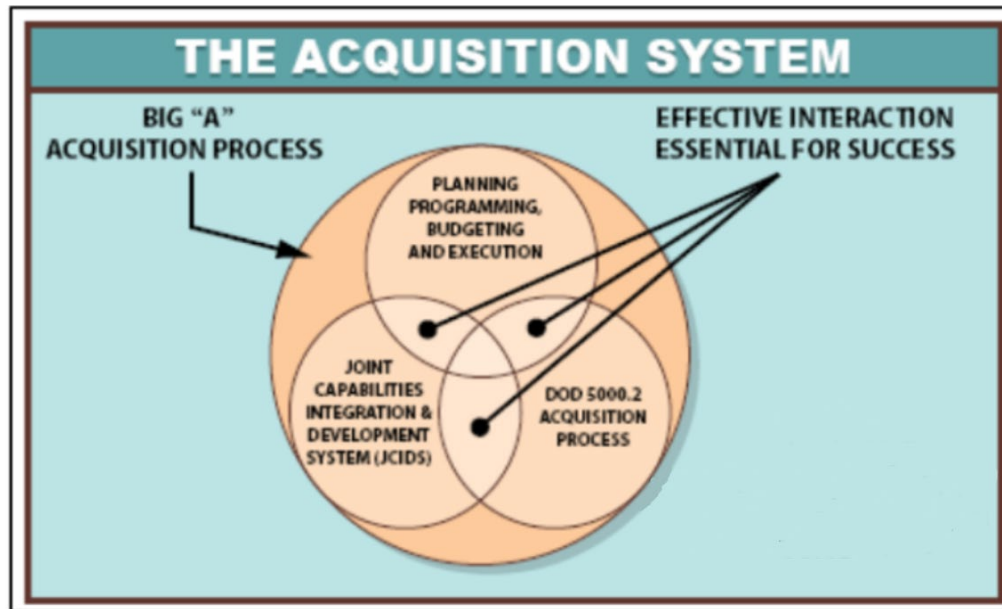 THE ACQUISITION SYSTEM
BIG “A”
ACQUISITION PROCESS
EFFECTIVE INTERACTION
ESSENTIAL FOR SUCCESS
PLANNING
PROGRAMMING,
BUDGETING
AND EXECUTION
JOINT
CAPABILITIES
INTEGRATION &
DEVELOPMENT
SYSTEM (JCIDS)
DOD 5000.2
ACQUISITION
PROCESS